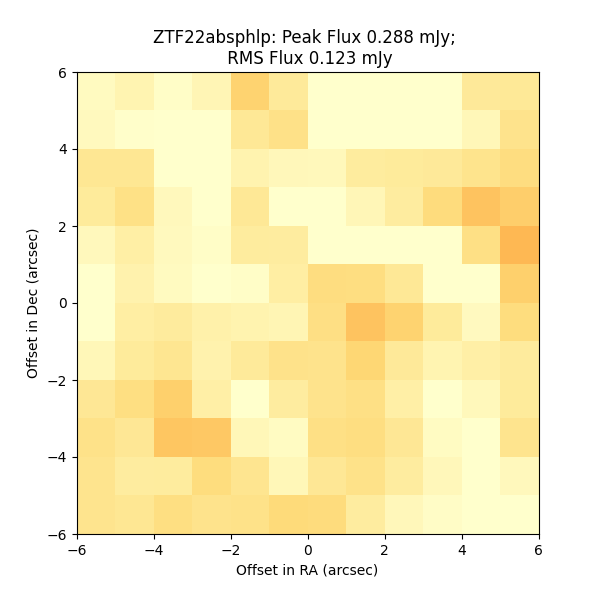 ZTF22absphlp: Peak Flux 0.288 mJy;
RMS Flux 0.123 mJy
6
4
2
0
−2
−4
−6
Offset in Dec (arcsec)
−6 −4 −2 0 2 4 6
Offset in RA (arcsec)